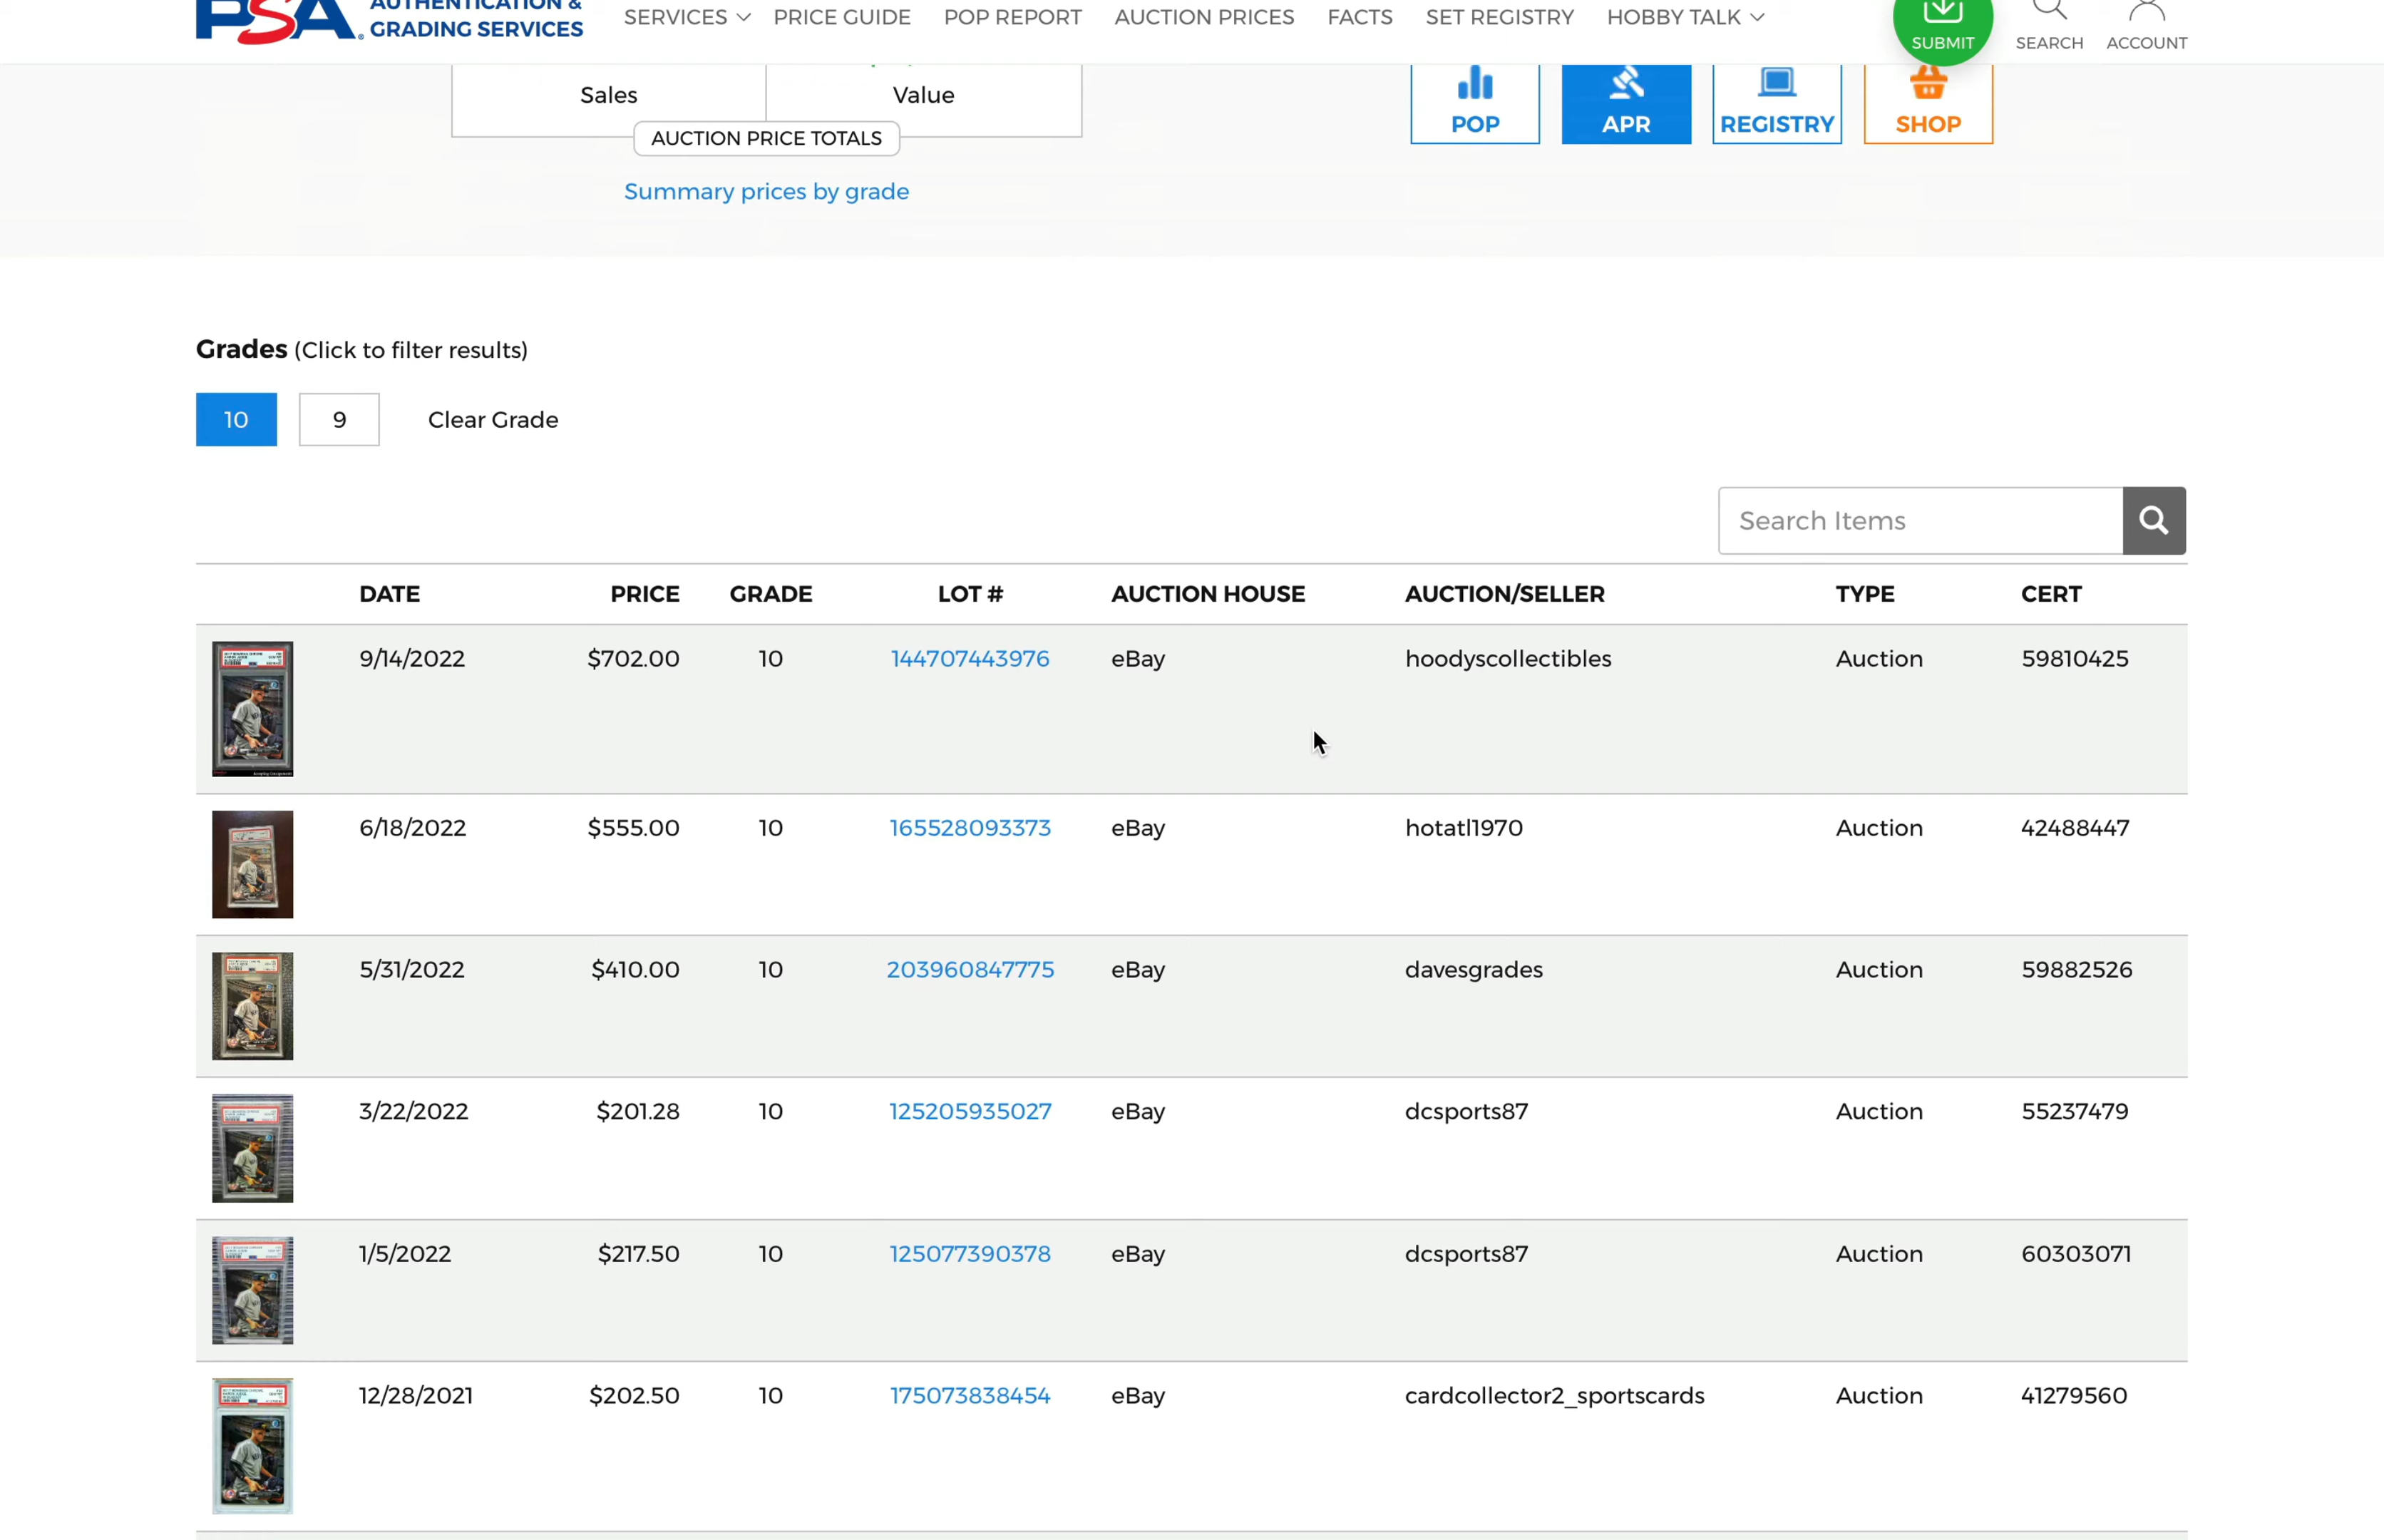 PSA AUTHENTICATION &
GRADING SERVICES
SERVICES PRICE GUIDE POP REPORT AUCTION PRICES FACTS SET REGISTRY HOBBY TALK
SUBMIT SEARCH ACCOUNT
Sales Value
AUCTION PRICE TOTALS
Summary prices by grade
POP APR REGISTRY SHOP
Grades (Click to filter results)
10 9 Clear Grade
Search Items
DATE PRICE GRADE LOT # AUCTION HOUSE AUCTION/SELLER TYPE CERT
9/14/2022 $702.00 10 144707443976 eBay hoodyscollectibles Auction 59810425
6/18/2022 $555.00 10 165528093373 eBay hotatl1970 Auction 42488447
5/31/2022 $410.00 10 203960847775 eBay davesgrades Auction 59882526
3/22/2022 $201.28 10 125205935027 eBay dcsports87 Auction 55237479
1/5/2022 $217.50 10 125077390378 eBay dcsports87 Auction 60303071
12/28/2021 $202.50 10 175073838454 eBay cardcollector2_sportscards Auction 41279560